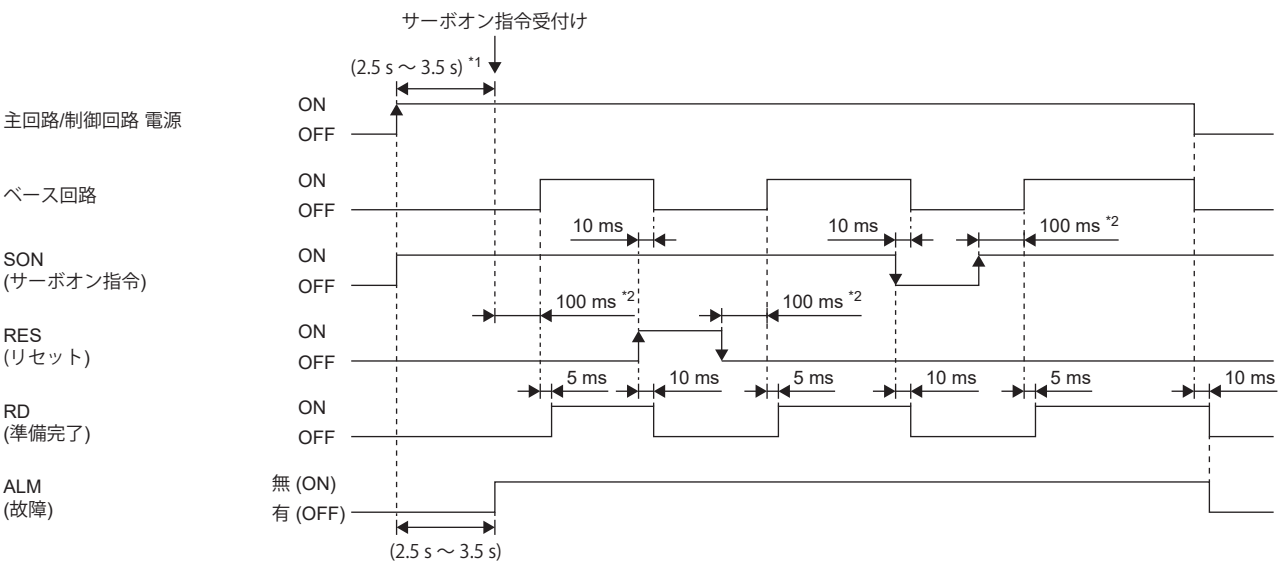 サーボオン指令受付け
(2.5 s ～ 3.5 s) *1
主回路/制御回路 電源
ON
OFF
ベース回路
ON
OFF
10 ms
10 ms
100 ms *2
SON
(サーボオン指令)
ON
OFF
100 ms *2
100 ms *2
RES
(リセット)
ON
OFF
5 ms
10 ms
5 ms
10 ms
5 ms
10 ms
RD
(準備完了)
ON
OFF
ALM
(故障)
無 (ON)
有 (OFF)
(2.5 s ～ 3.5 s)